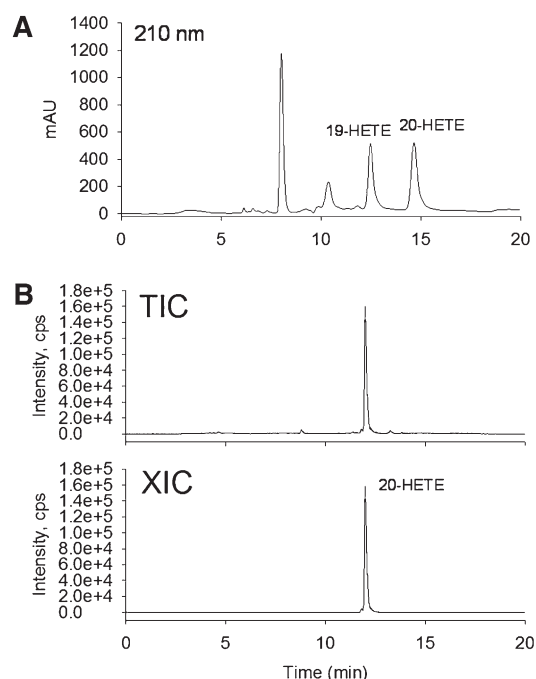 A
210 nm
1400
1200
1000
800
600
400
200
0
mAU
19-HETE 20-HETE
0 5 10 15 20
B
TIC
1.8e+5
1.6e+5
1.4e+5
1.2e+5
1.0e+5
8.0e+4
6.0e+4
4.0e+4
2.0e+4
0.0
Intensity, cps
XIC
20-HETE
1.8e+5
1.6e+5
1.4e+5
1.2e+5
1.0e+5
8.0e+4
6.0e+4
4.0e+4
2.0e+4
0.0
Intensity, cps
0 5 10 15 20
Time (min)